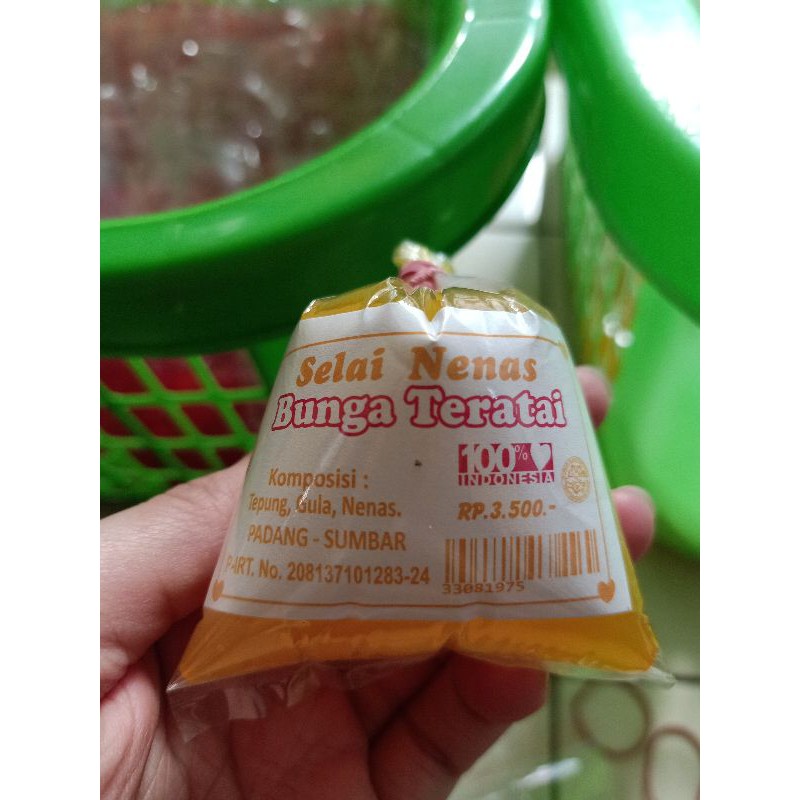 Selai Nenas
Bunga Teratai
100%
INDONESIA
Komposisi :
Tepung, Gula, Nenas.
RP.3.500.-
PADANG - SUMBAR
P-IRT. No. 208137101283-24
33081975